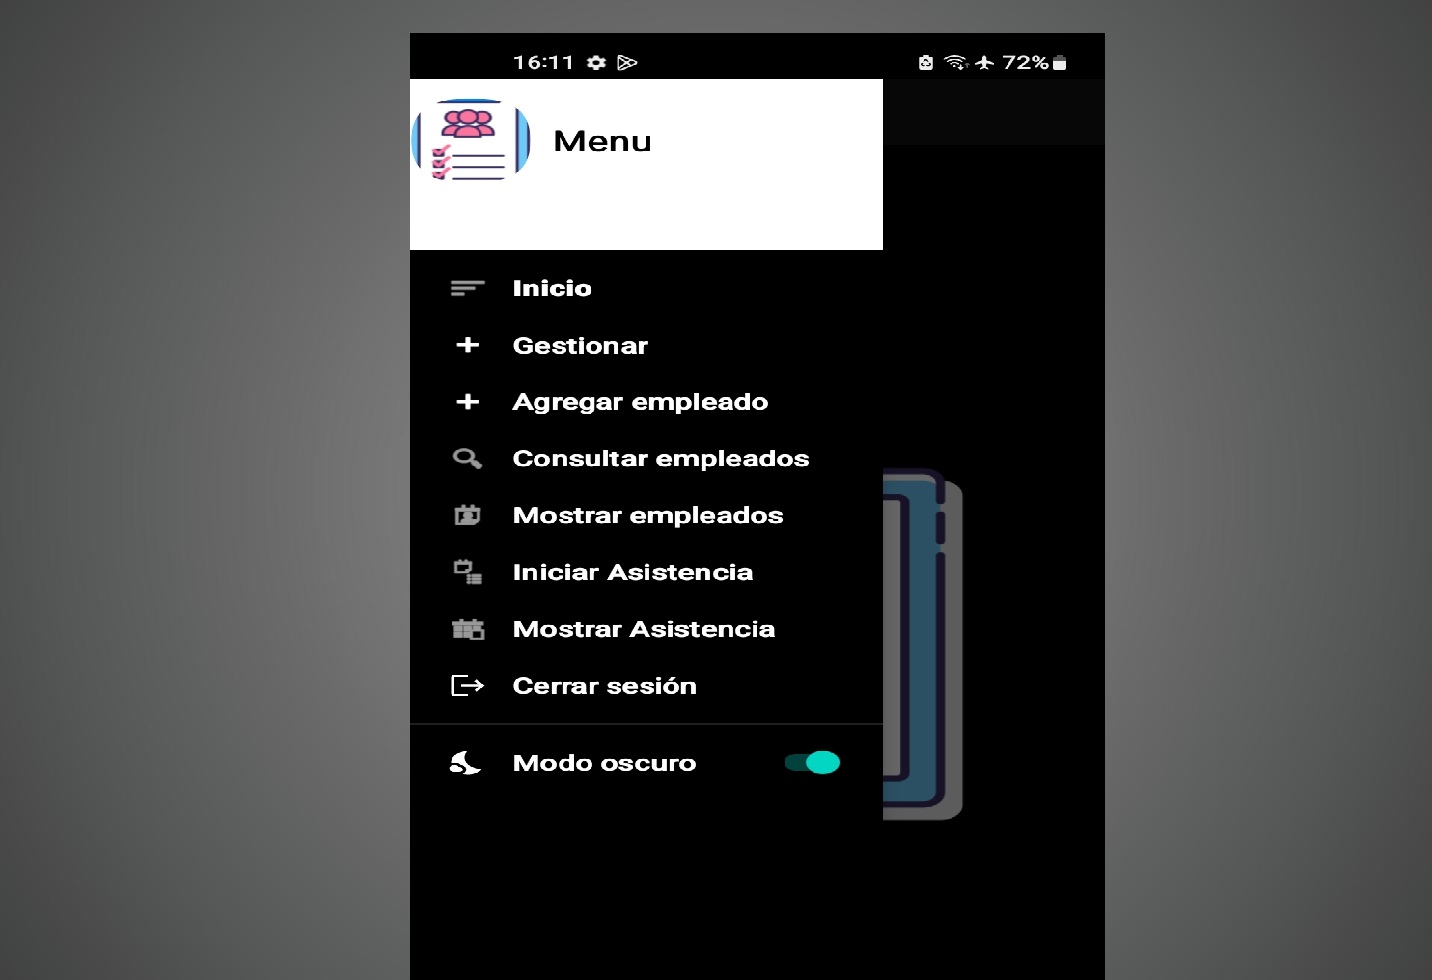 16:11 72%
Menu
Inicio
Gestionar
Agregar empleado
Consultar empleados
Mostrar empleados
Iniciar Asistencia
Mostrar Asistencia
Cerrar sesión
Modo oscuro